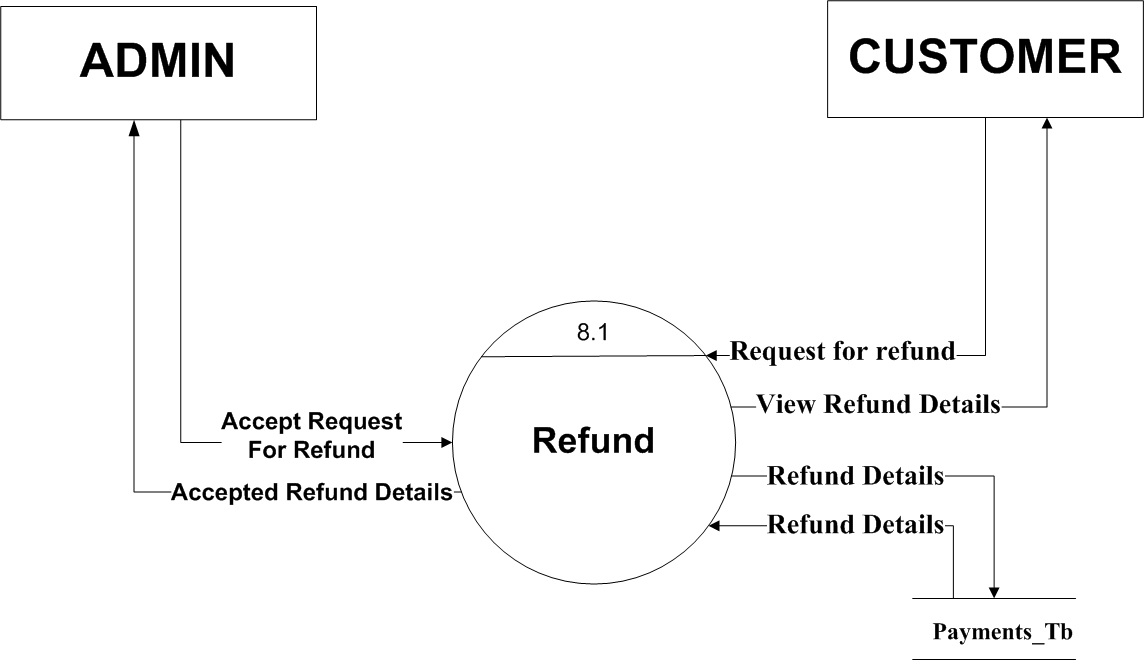 ADMIN
CUSTOMER
8.1
Request for refund
View Refund Details
Accept Request
For Refund
Refund
Refund Details
Accepted Refund Details
Refund Details
Payments_Tb